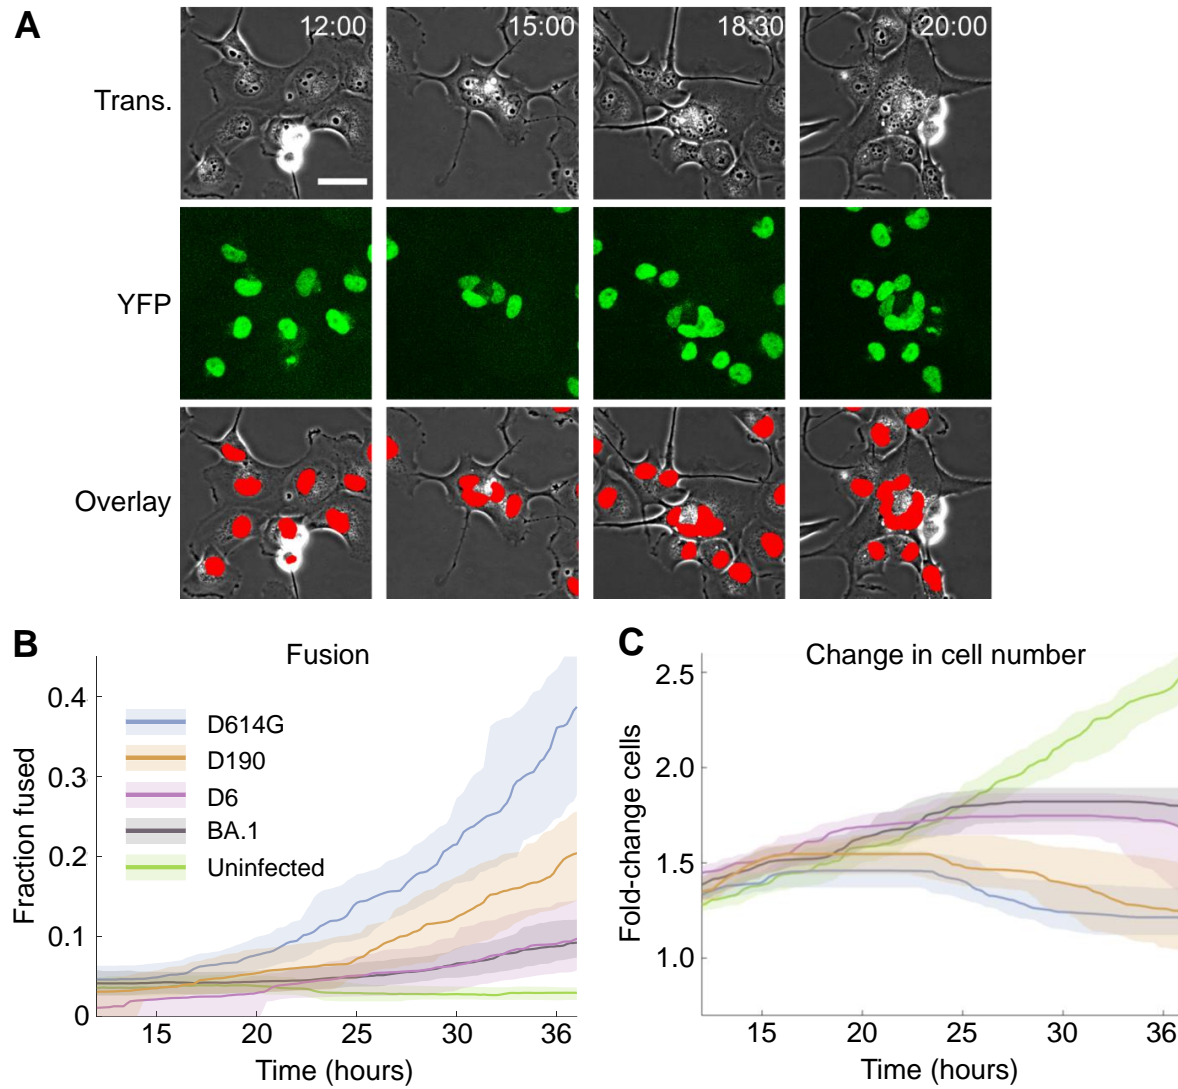 A
12:00 15:00 18:30 20:00
Trans.
YFP
Overlay
B
Fusion
0.4
0.3
0.2
0.1
0
Fraction fused
D614G
D190
D6
BA.1
Uninfected
15 20 25 30 36
Time (hours)
C
Change in cell number
2.5
2.0
1.5
1.0
Fold-change cells
15 20 25 30 36
Time (hours)